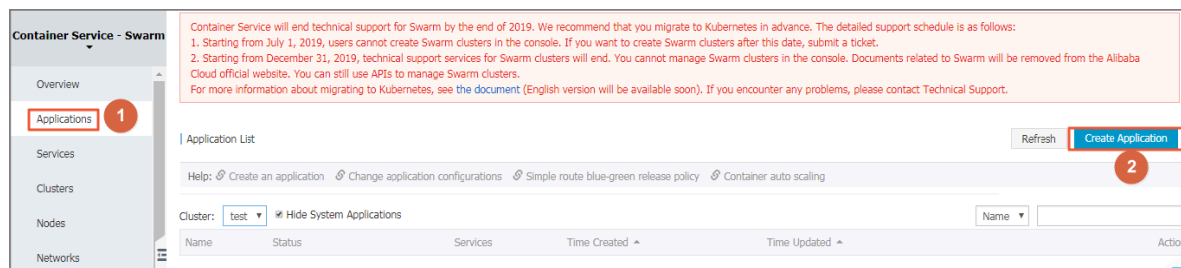 Container Service - Swarm
Overview
Applications
1
Services
Clusters
Nodes
Networks
Container Service will end technical support for Swarm by the end of 2019. We recommend that you migrate to Kubernetes in advance. The detailed support schedule is as follows:
1. Starting from July 1, 2019, users cannot create Swarm clusters in the console. If you want to create Swarm clusters after this date, submit a ticket.
2. Starting from December 31, 2019, technical support services for Swarm clusters will end. You cannot manage Swarm clusters in the console. Documents related to Swarm will be removed from the Alibaba
Cloud official website. You can still use APIs to manage Swarm clusters.
For more information about migrating to Kubernetes, see the document (English version will be available soon). If you encounter any problems, please contact Technical Support.
Application List
Refresh Create Application
2
Help: Create an application Change application configurations Simple route blue-green release policy Container auto scaling
Cluster: test Hide System Applications Name
Name Status Services Time Created Time Updated Actio